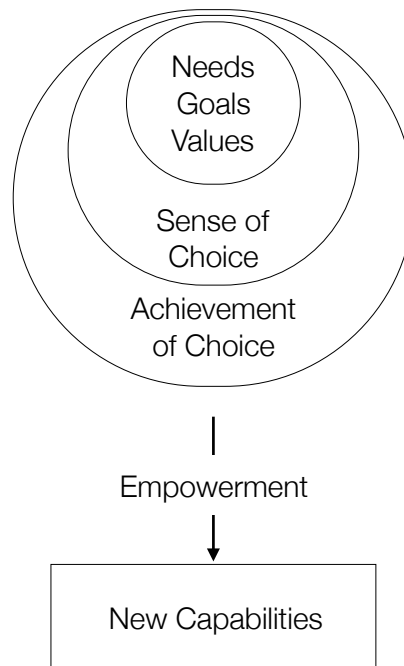 Needs
Goals
Values
Sense of
Choice
Achievement
of Choice
Empowerment
New Capabilities